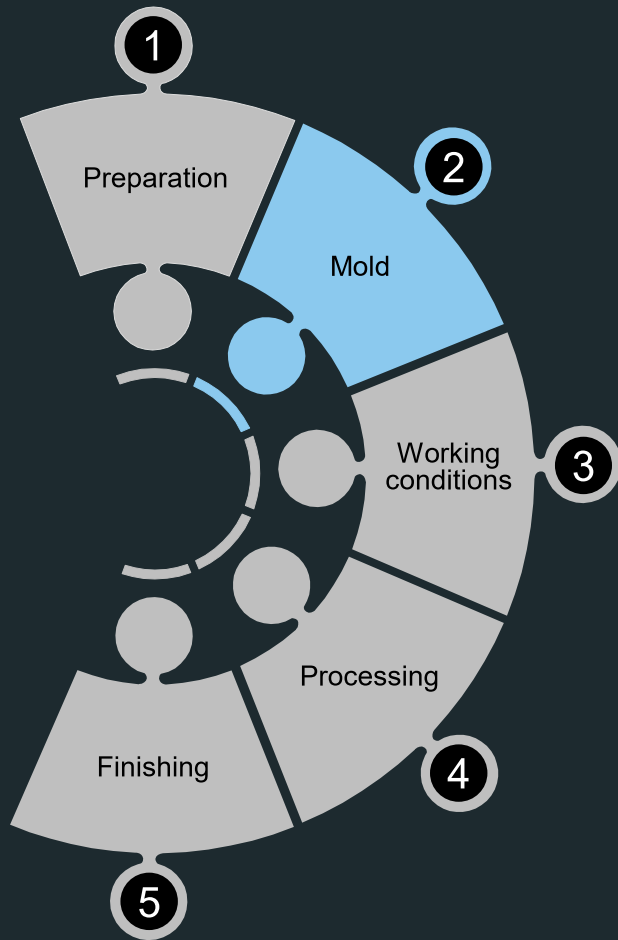 1
Preparation
2
Mold
3
Working
conditions
4
Processing
5
Finishing